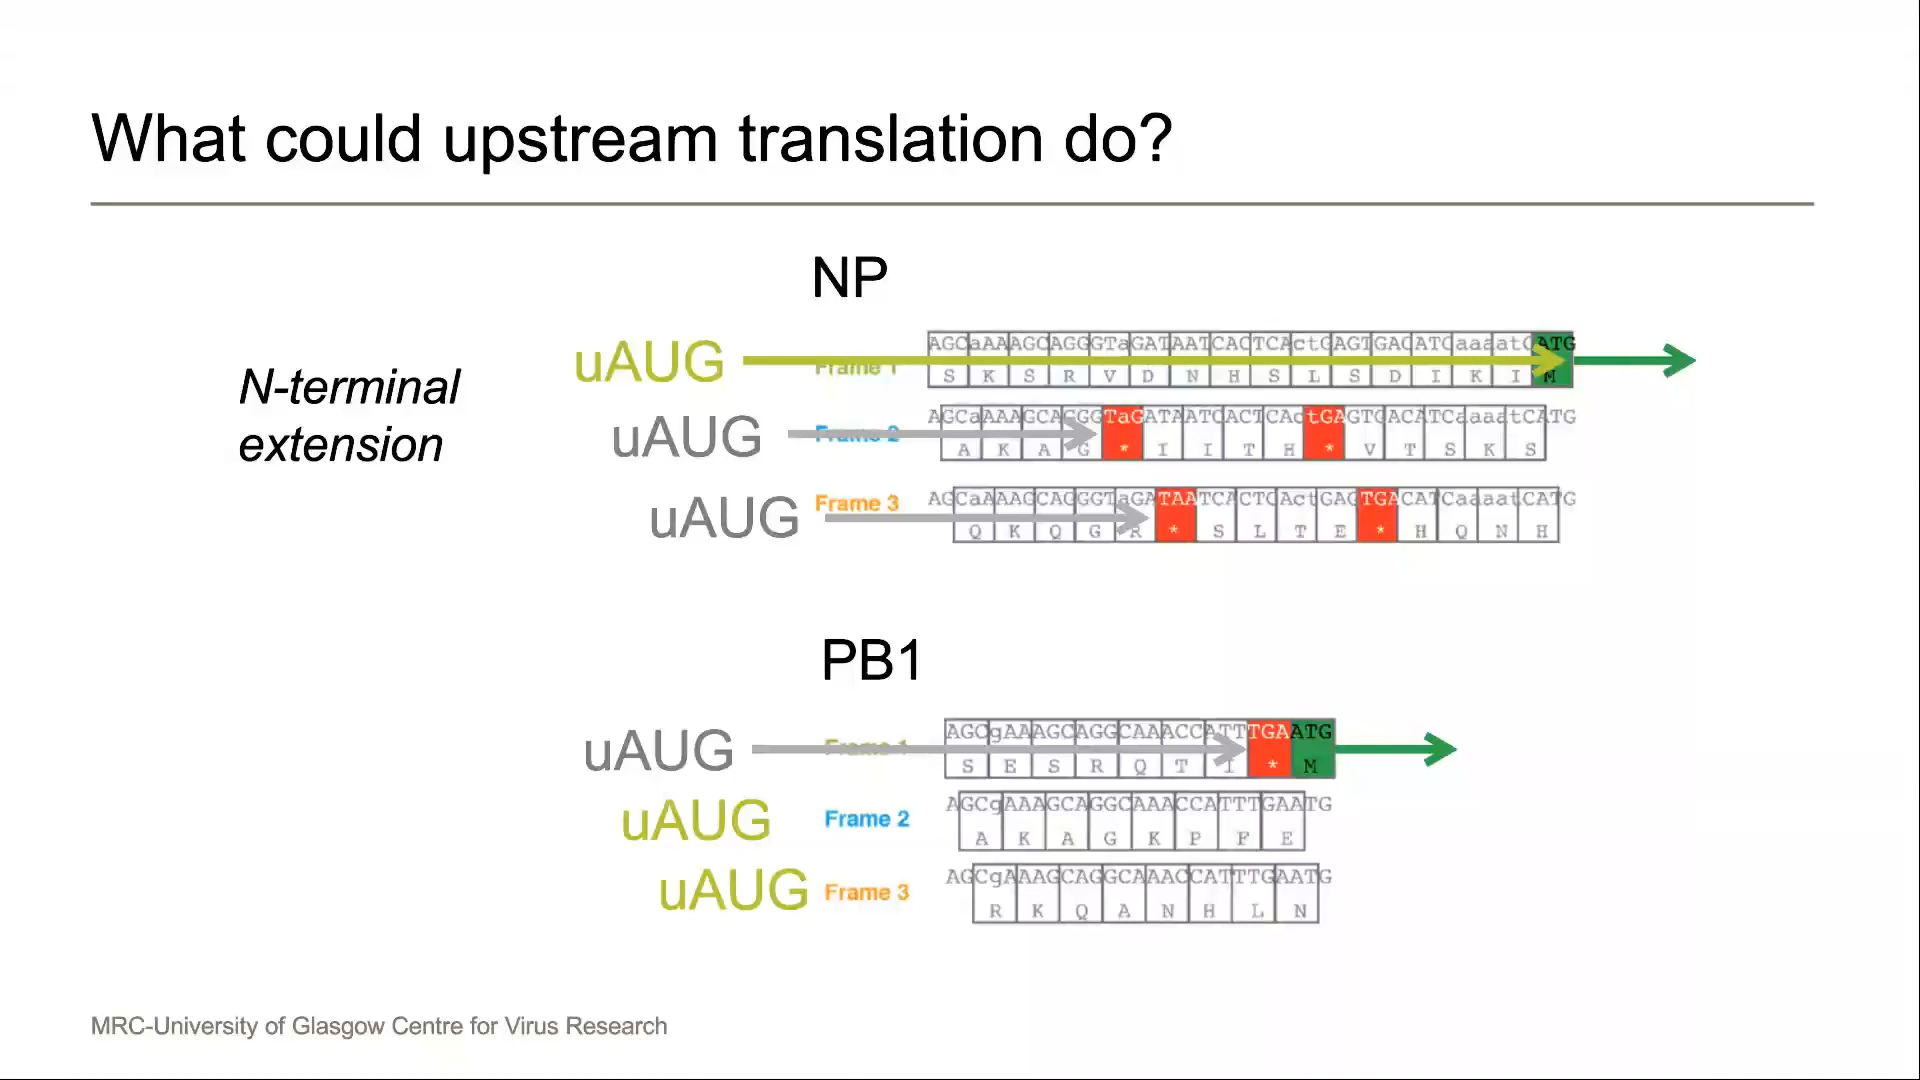 What could upstream translation do?
NP
N-terminal
extension
uAUG Frame 1 AGCaAAAGCAGGGTaGATAATCACTCACtGAGTGACATCaaaatCATG
S K S R V D N H S L S D I K I M
uAUG Frame 2 AGCaAAAGCAGGGTaGATAATCACTCActGAGTGACATCaaaatCATG
A K A G * I I T H * V T S K S
uAUG Frame 3 AGCaAAAGCAGGGTaGATAATCACTCActGAGTGACATCaaaatCATG
Q K Q G R * S L T E * H Q N H
PB1
uAUG Frame 1 AGCgAAAGCAGGCAAACCATTTGAATG
S E S R Q T I * M
uAUG Frame 2 AGCgAAAGCAGGCAAACCATTTGAATG
A K A G K P F E
uAUG Frame 3 AGCgAAAGCAGGCAAACCATTTGAATG
R K Q A N H L N
MRC-University of Glasgow Centre for Virus Research